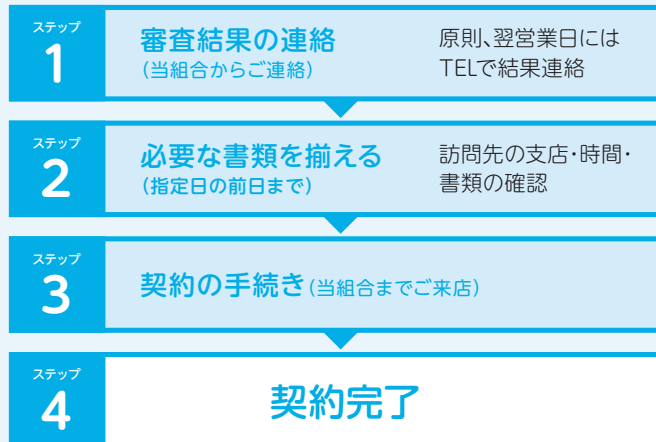 ステップ
1
審査結果の連絡
(当組合からご連絡)
原則、翌営業日には
TELで結果連絡
ステップ
2
必要な書類を揃える
(指定日の前日まで)
訪問先の支店・時間・
書類の確認
ステップ
3
契約の手続き(当組合までご来店)
ステップ
4
契約完了